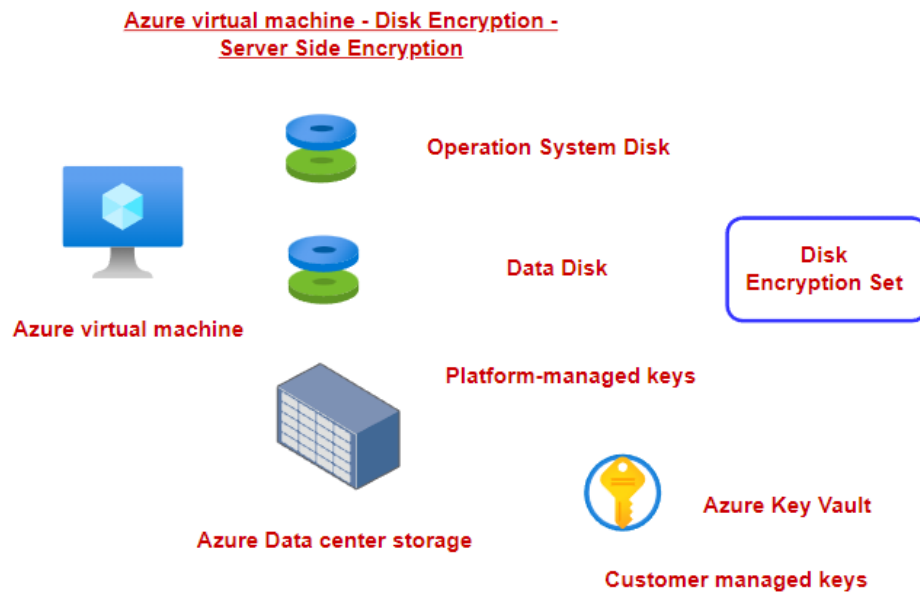 Azure virtual machine - Disk Encryption -
Server Side Encryption
Operation System Disk
Data Disk
Disk
Encryption Set
Azure virtual machine
Platform-managed keys
Azure Key Vault
Azure Data center storage
Customer managed keys